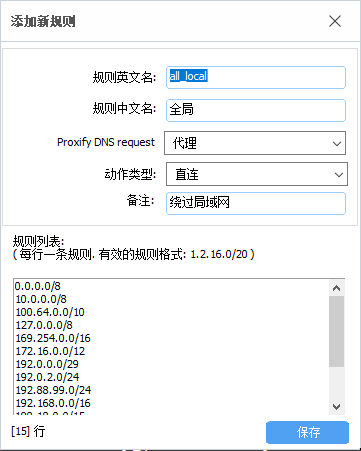 添加新规则
规则英文名: all_local
规则中文名: 全局
Proxify DNS request 代理
动作类型: 直连
备注: 绕过局域网
规则列表:
( 每行一条规则. 有效的规则格式: 1.2.16.0/20 )
0.0.0.0/8
10.0.0.0/8
100.64.0.0/10
127.0.0.0/8
169.254.0.0/16
172.16.0.0/12
192.0.0.0/29
192.0.2.0/24
192.88.99.0/24
192.168.0.0/16
[15] 行 保存